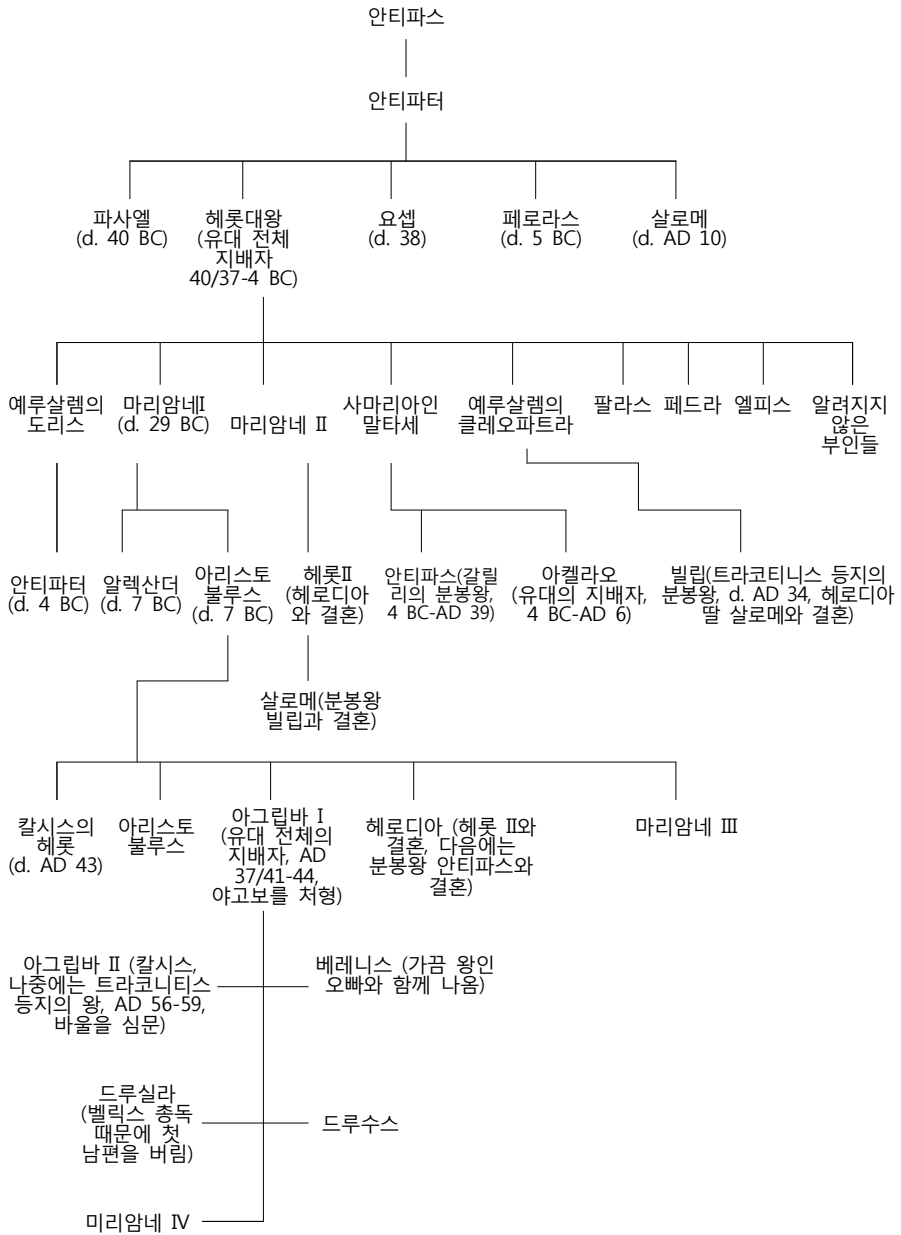 안티파스
안티파터
파사엘
(d. 40 BC)
헤롯대왕
(유대 전체
지배자
40/37-4 BC)
요셉
(d. 38)
페로라스
(d. 5 BC)
살로메
(d. AD 10)
예루살렘의
도리스
마리암네Ⅰ
(d. 29 BC)
마리암네 Ⅱ
사마리아인
말타세
예루살렘의
클레오파트라
팔라스
페드라
엘피스
알려지지
않은
부인들
안티파터
(d. 4 BC)
알렉산더
(d. 7 BC)
아리스토
불루스
(d. 7 BC)
헤롯Ⅱ
(헤로디아
와 결혼)
안티파스(갈릴
리의 분봉왕,
4 BC-AD 39)
아켈라오
(유대의 지배자,
4 BC-AD 6)
빌립(트라코티니스 등지의
분봉왕, d. AD 34, 헤로디아
딸 살로메와 결혼)
살로메(분봉왕
빌립과 결혼)
칼시스의
헤롯
(d. AD 43)
아리스토
불루스
아그립바 Ⅰ
(유대 전체의
지배자, AD
37/41-44,
야고보를 처형)
헤로디아 (헤롯 Ⅱ와
결혼, 다음에는
분봉왕 안티파스와
결혼)
마리암네 Ⅲ
아그립바 Ⅱ (칼시스,
나중에는 트라코니티스
등지의 왕, AD 56-59,
바울을 심문)
베레니스 (가끔 왕인
오빠와 함께 나옴)
드루실라
(벨릭스 총독
때문에 첫
남편을 버림)
드루수스
미리암네 Ⅳ